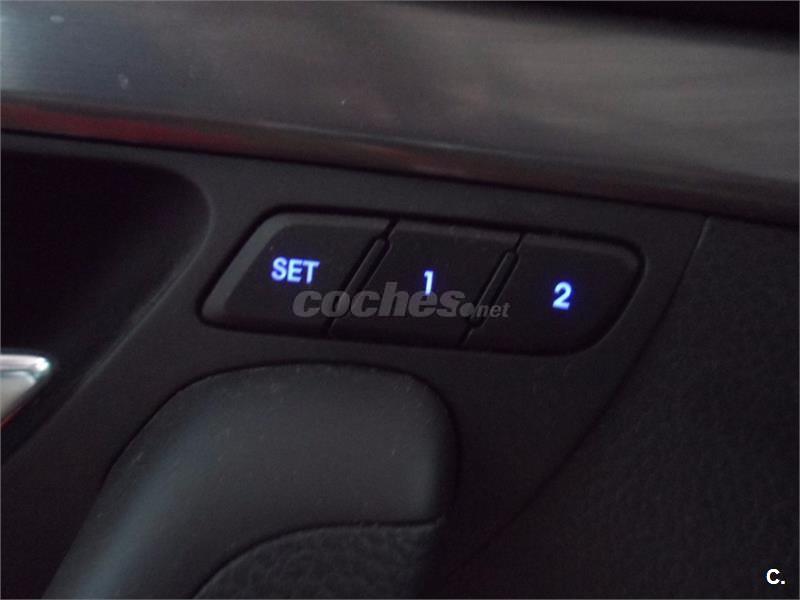 SET 1 2
coches.net
C.